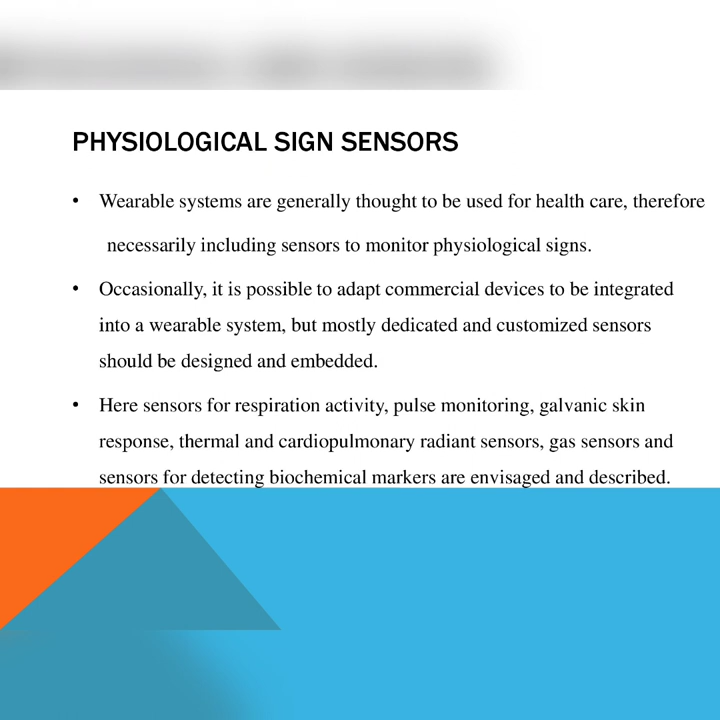 PHYSIOLOGICAL SIGN SENSORS
• Wearable systems are generally thought to be used for health care, therefore
necessarily including sensors to monitor physiological signs.
• Occasionally, it is possible to adapt commercial devices to be integrated
into a wearable system, but mostly dedicated and customized sensors
should be designed and embedded.
• Here sensors for respiration activity, pulse monitoring, galvanic skin
response, thermal and cardiopulmonary radiant sensors, gas sensors and
sensors for detecting biochemical markers are envisaged and described.